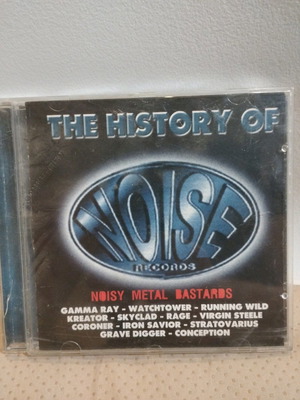 THE HISTORY OF
NOISE
RECORDS
NOISY METAL BASTARDS
GAMMA RAY - WATCHTOWER - RUNNING WILD
KREATOR - SKYCLAD - RAGE - VIRGIN STEELE
CORONER - IRON SAVIOR - STRATOVARIUS
GRAVE DIGGER - CONCEPTION